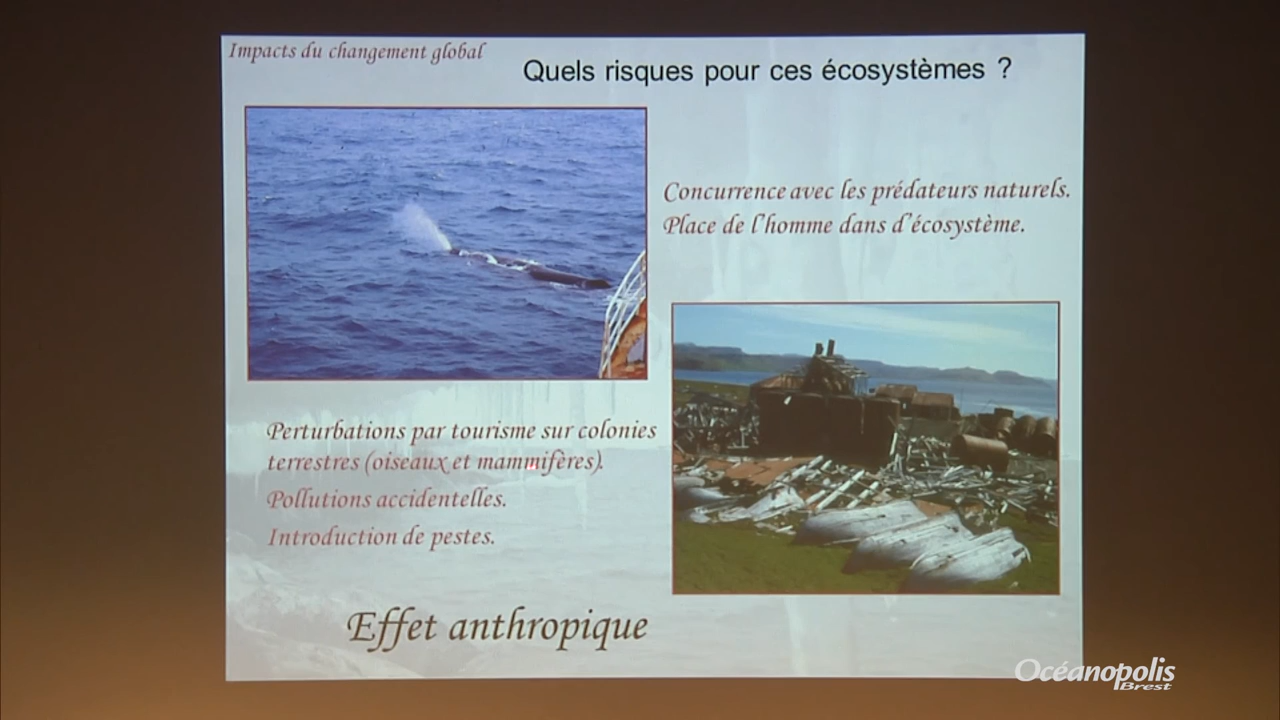 Impacts du changement global
Quels risques pour ces écosystèmes ?
Concurrence avec les prédateurs naturels.
Place de l'homme dans d'écosystème.
Perturbations par tourisme sur colonies
terrestres (oiseaux et mammifères).
Pollutions accidentelles.
Introduction de pestes.
Effet anthropique
Océanopolis
Brest